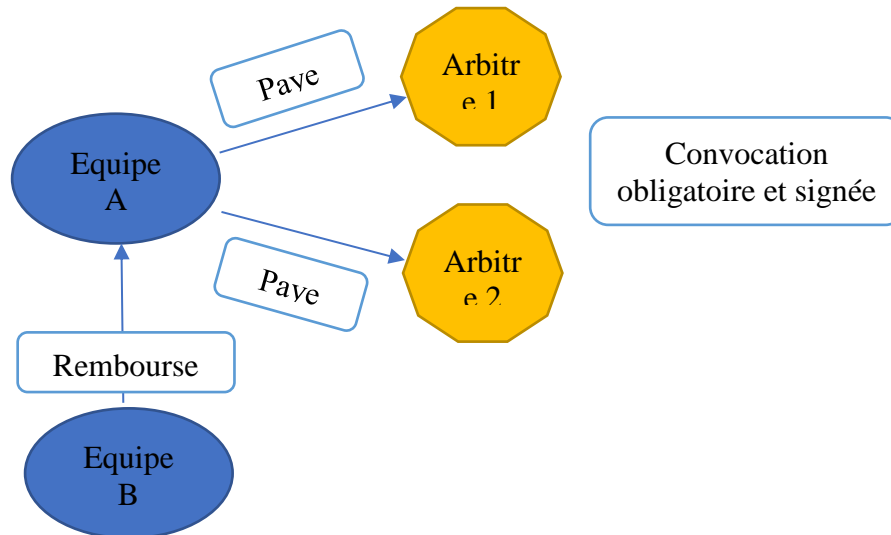 Paye
Arbitr
e 1
Equipe
A
Convocation
obligatoire et signée
Paye
Arbitr
e 2
Rembourse
Equipe
B